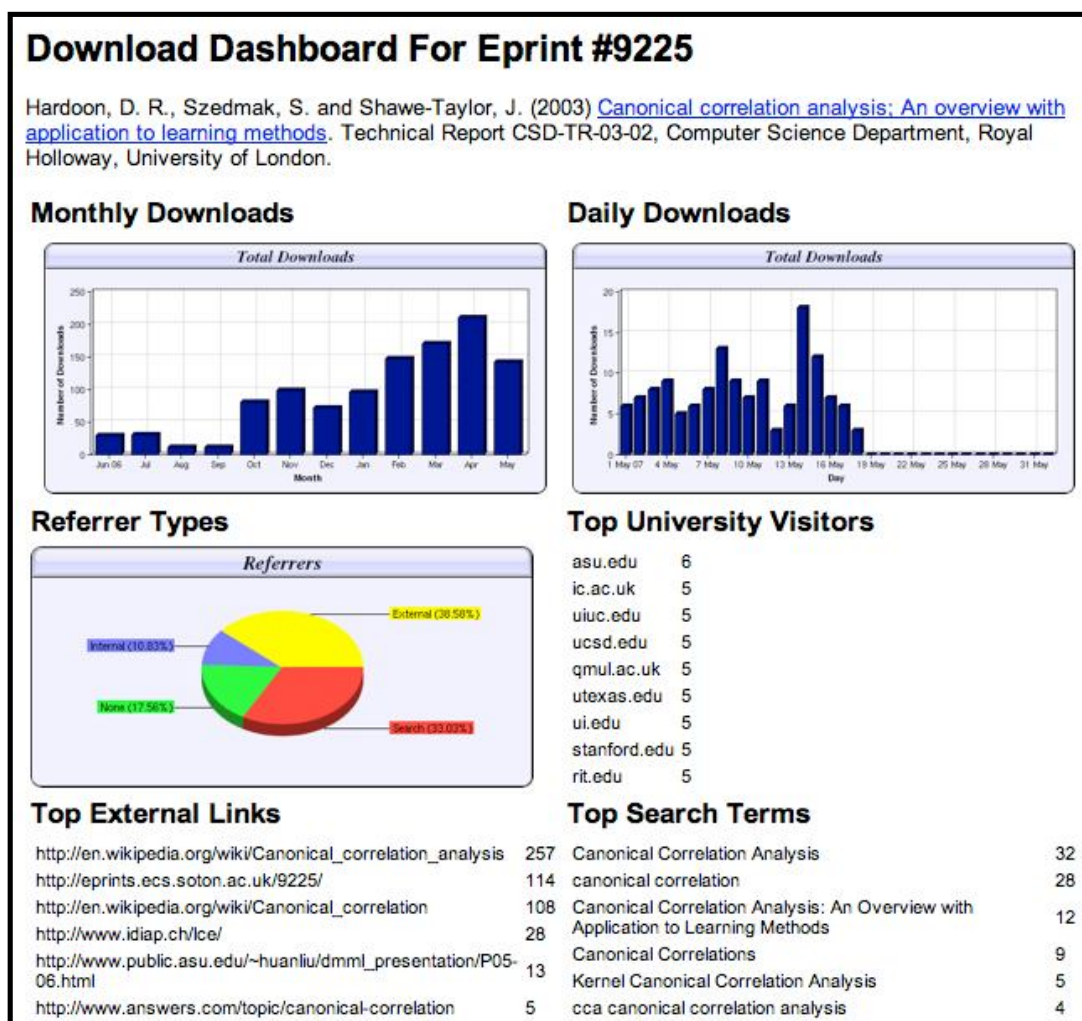 Download Dashboard For Eprint #9225
Hardoon, D. R., Szedmak, S. and Shawe-Taylor, J. (2003) Canonical correlation analysis; An overview with
application to learning methods. Technical Report CSD-TR-03-02, Computer Science Department, Royal
Holloway, University of London.
Monthly Downloads
Total Downloads
Number of Downloads
250
200
150
100
50
0
Jun 06 Jul Aug Sep Oct Nov Dec Jan Feb Mar Apr May
Month
Daily Downloads
Total Downloads
Number of Downloads
20
15
10
5
0
1 May 07 4 May 7 May 10 May 13 May 16 May 19 May 22 May 25 May 28 May 31 May
Day
Referrer Types
Referrers
External (38.58%)
Internal (10.83%)
None (17.56%)
Search (33.03%)
Top University Visitors
asu.edu 6
ic.ac.uk 5
uiuc.edu 5
ucsd.edu 5
qmul.ac.uk 5
utexas.edu 5
ui.edu 5
stanford.edu 5
rit.edu 5
Top External Links
http://en.wikipedia.org/wiki/Canonical_correlation_analysis 257
http://eprints.ecs.soton.ac.uk/9225/ 114
http://en.wikipedia.org/wiki/Canonical_correlation 108
http://www.idiap.ch/lce/ 28
http://www.public.asu.edu/~huanliu/dmml_presentation/P05-
06.html 13
http://www.answers.com/topic/canonical-correlation 5
Top Search Terms
Canonical Correlation Analysis 32
canonical correlation 28
Canonical Correlation Analysis: An Overview with
Application to Learning Methods 12
Canonical Correlations 9
Kernel Canonical Correlation Analysis 5
cca canonical correlation analysis 4